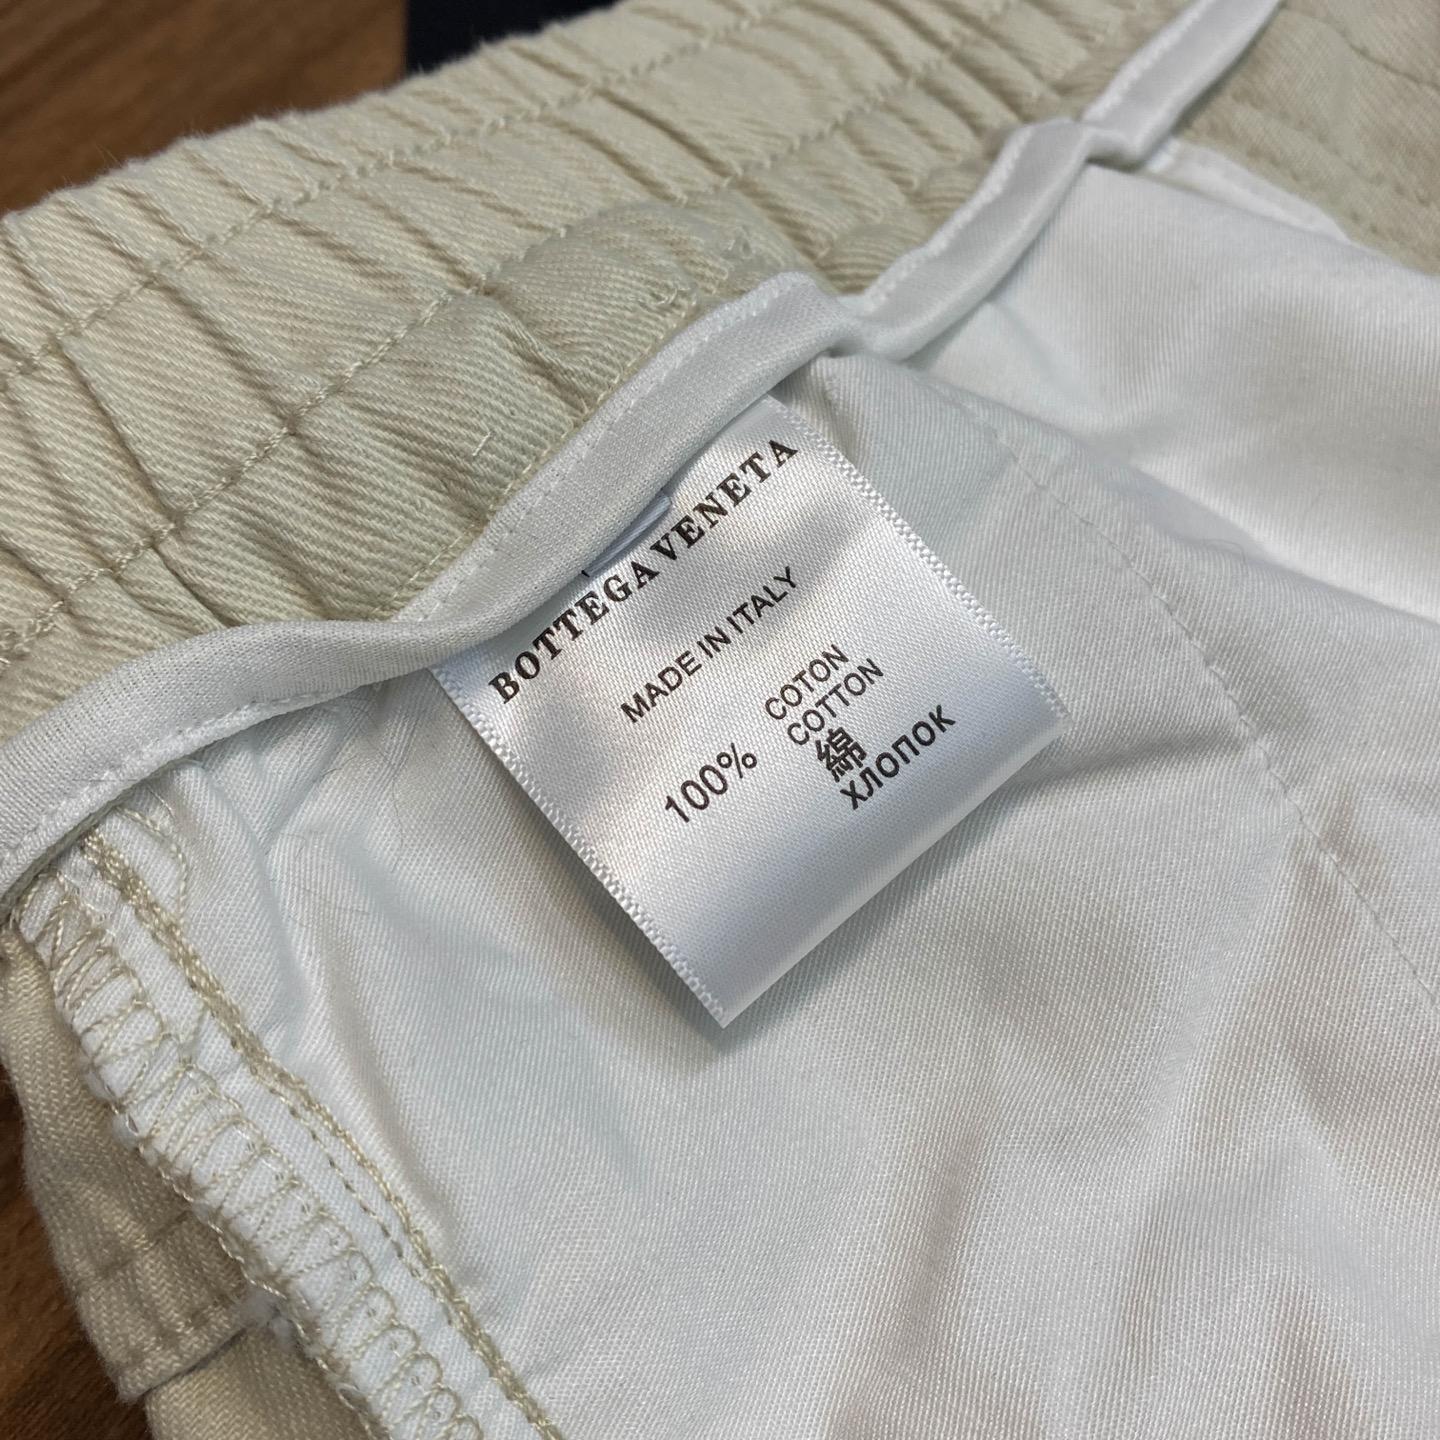 BOTTEGA VENETA
MADE IN ITALY
100%
COTON
COTTON
綿
ХЛОПОК